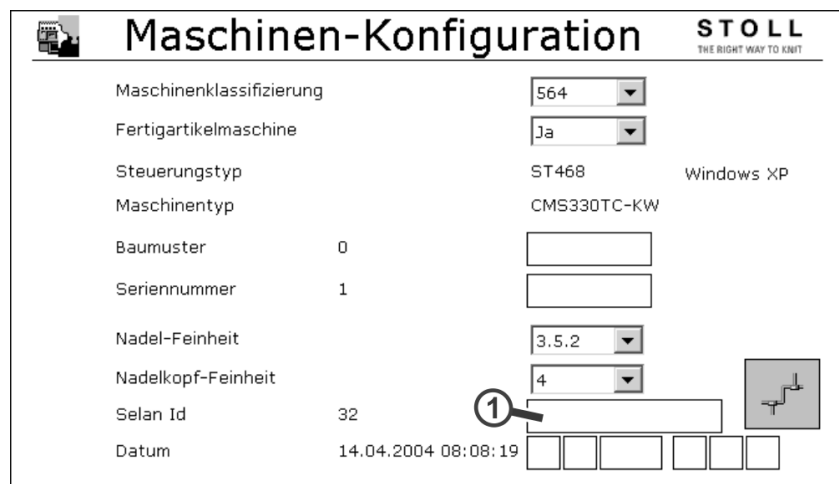 Maschinen-Konfiguration
STOLL
THE RIGHT WAY TO KNIT
Maschinenklassifizierung 564
Fertigartikelmaschine Ja
Steuerungstyp ST468 Windows XP
Maschinentyp CMS330TC-KW
Baumuster 0
Seriennummer 1
Nadel-Feinheit 3.5.2
Nadelkopf-Feinheit 4
Selan Id 32 1
Datum 14.04.2004 08:08:19